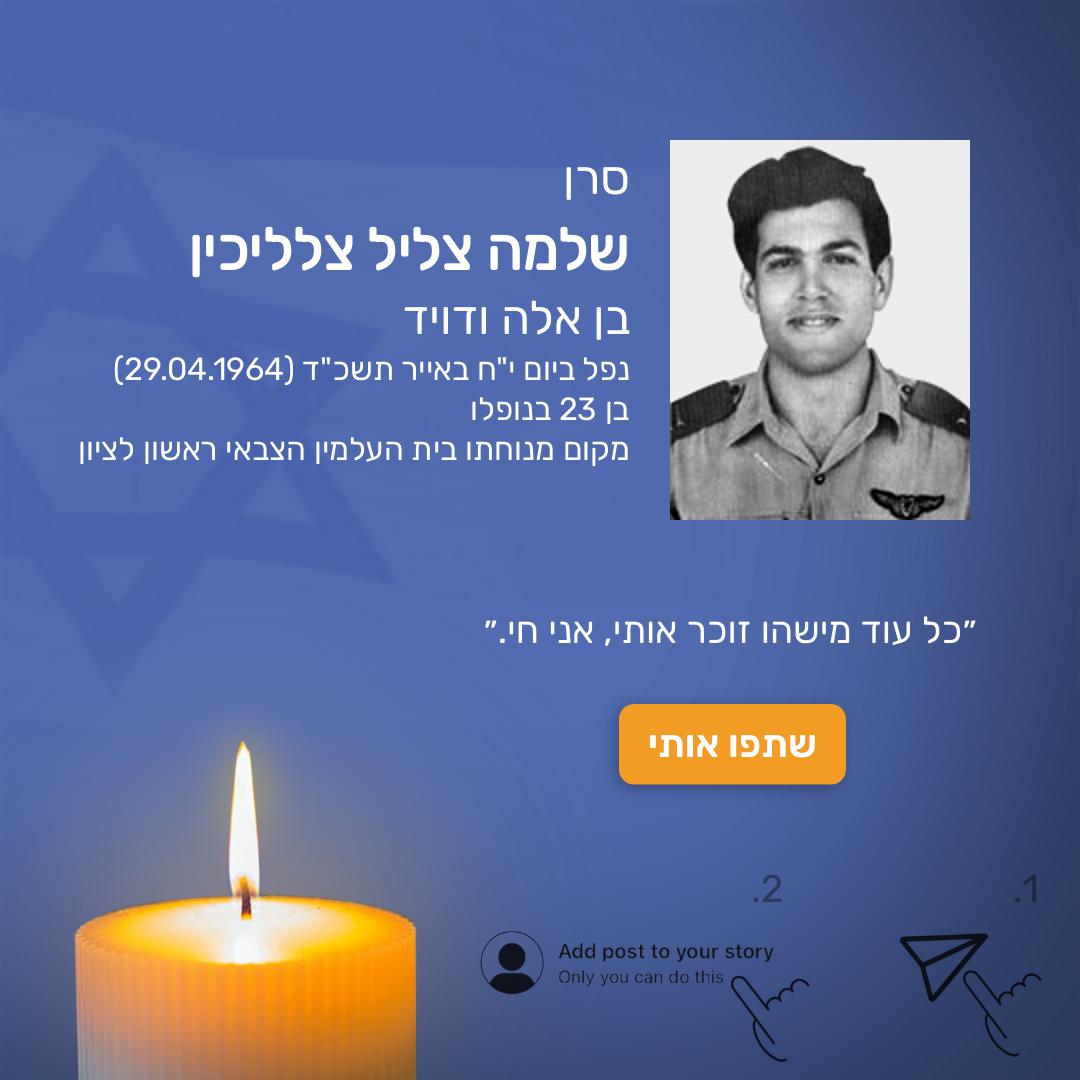 סרן
שלמה צליל צלליכין
בן אלה ודויד
נפל ביום י"ח באייר תשכ"ד (29.04.1964)
בן 23 בנופלו
מקום מנוחתו בית העלמין הצבאי ראשון לציון
״כל עוד מישהו זוכר אותי, אני חי.״
שתפו אותי
1.
2.
Add post to your story
Only you can do this